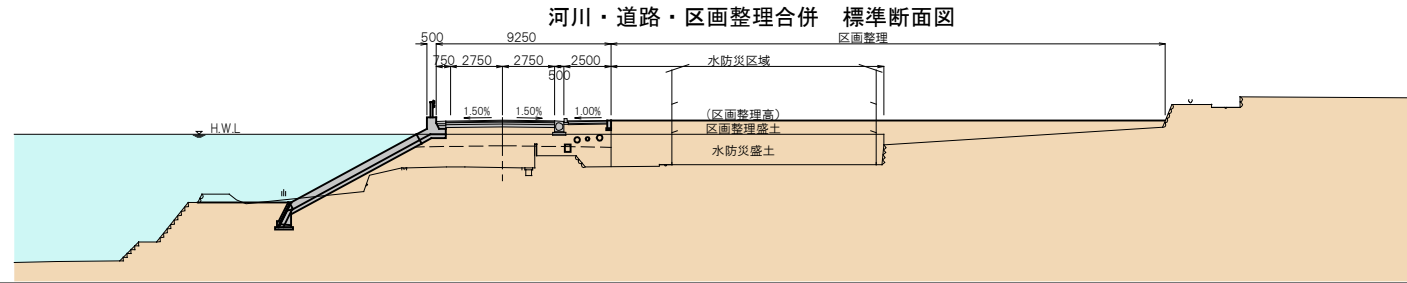 河川・道路・区画整理合併　標準断面図
500 9250 区画整理
750 2750 2750 500 2500 水防災区域
1.50% 1.50% 1.00%
(区画整理高)
H.W.L 区画整理盛土
水防災盛土